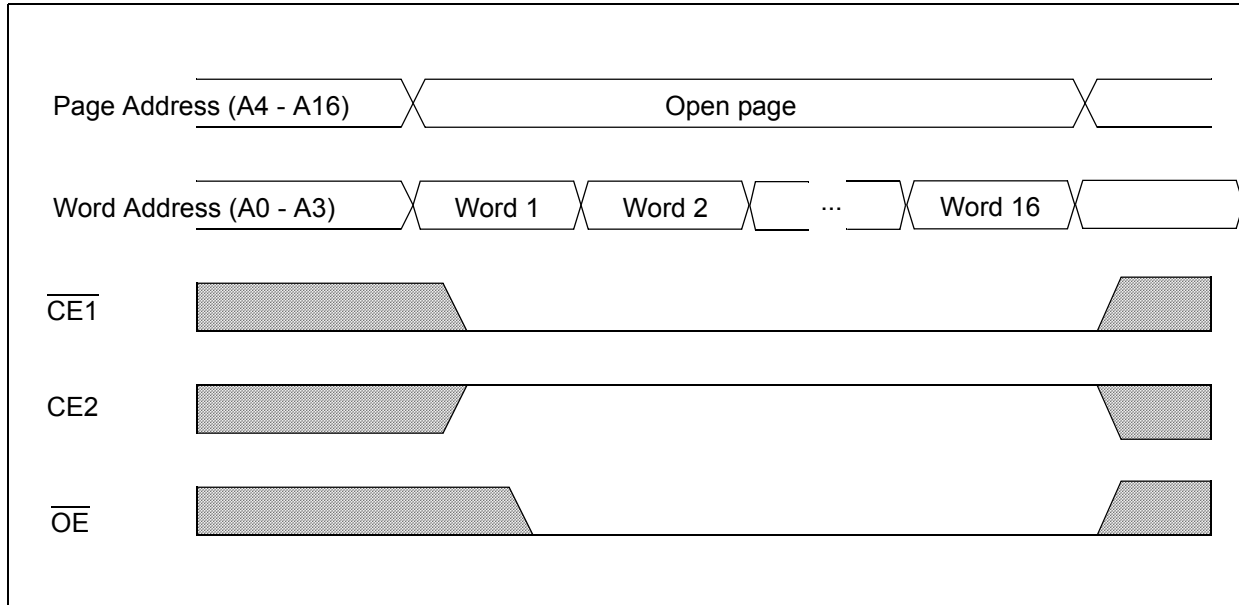 Page Address (A4 - A16) Open page
Word Address (A0 - A3) Word 1 Word 2 ... Word 16
CE1
CE2
OE